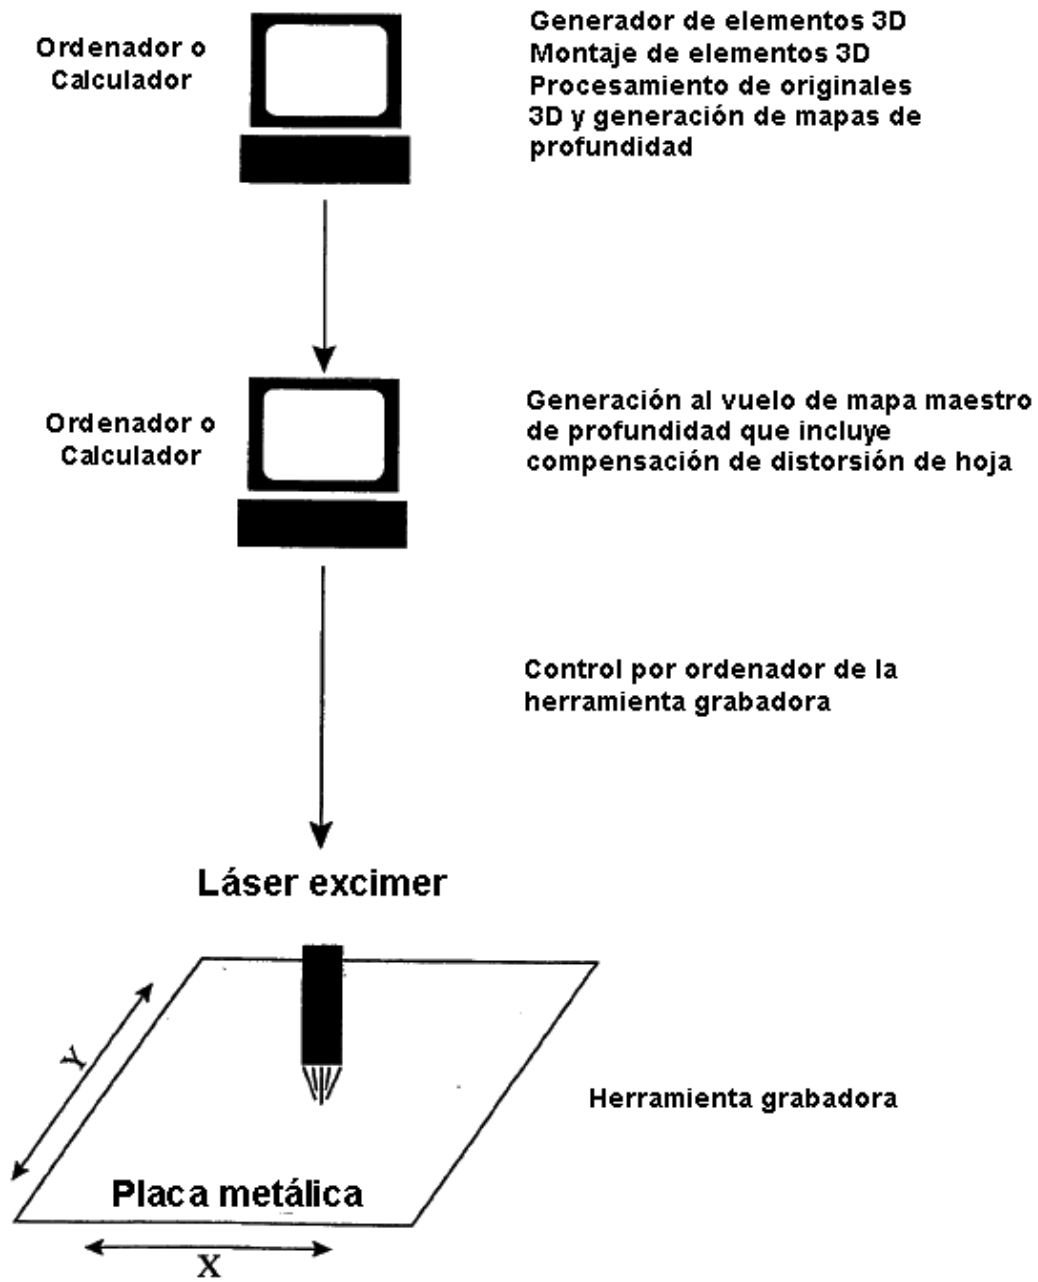 Ordenador o
Calculador
Generador de elementos 3D
Montaje de elementos 3D
Procesamiento de originales
3D y generación de mapas de
profundidad
Ordenador o
Calculador
Generación al vuelo de mapa maestro
de profundidad que incluye
compensación de distorsión de hoja
Control por ordenador de la
herramienta grabadora
Láser excimer
Y
Herramienta grabadora
Placa metálica
X